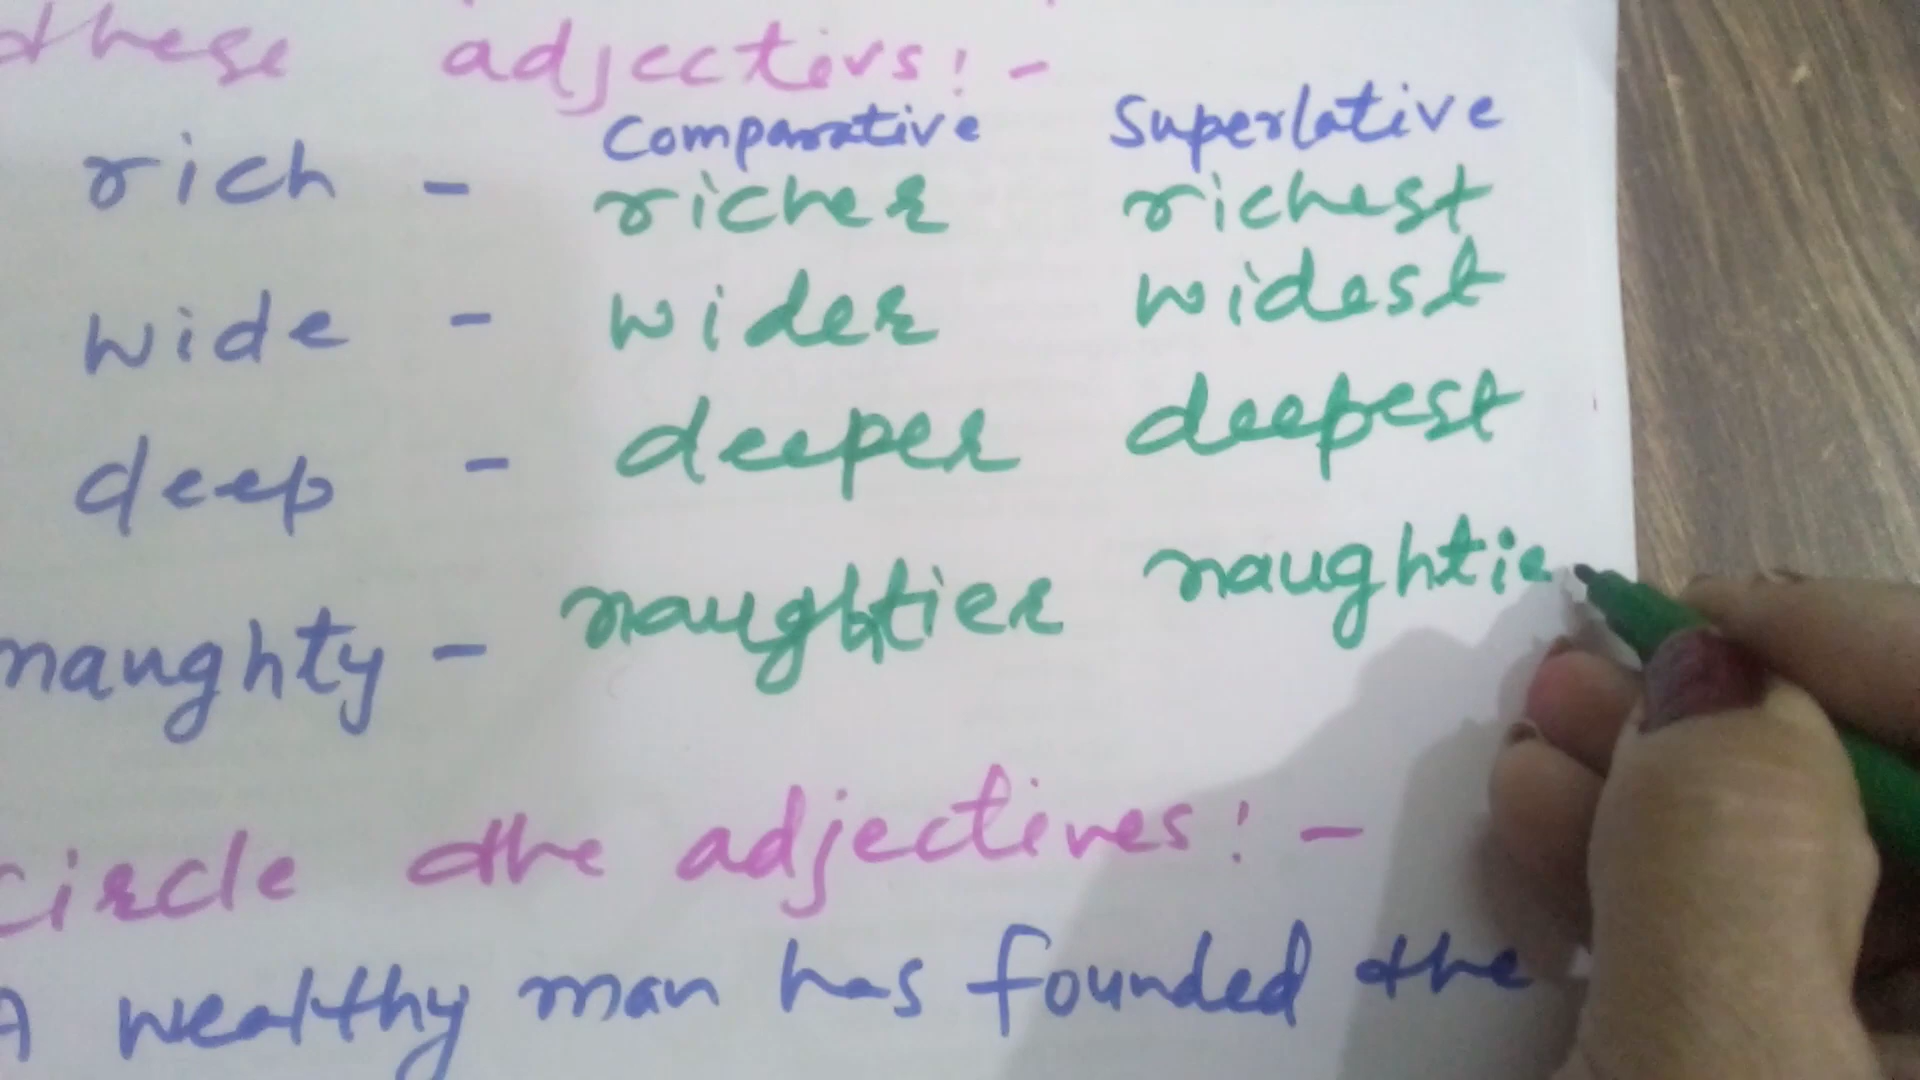 these adjectivs:-
Comparative Superlative
rich - richer richest
wide - wider widest
deep - deeper deepest
naughty - naughtier naughtie
circle the adjectives:-
A wealthy man has founded the